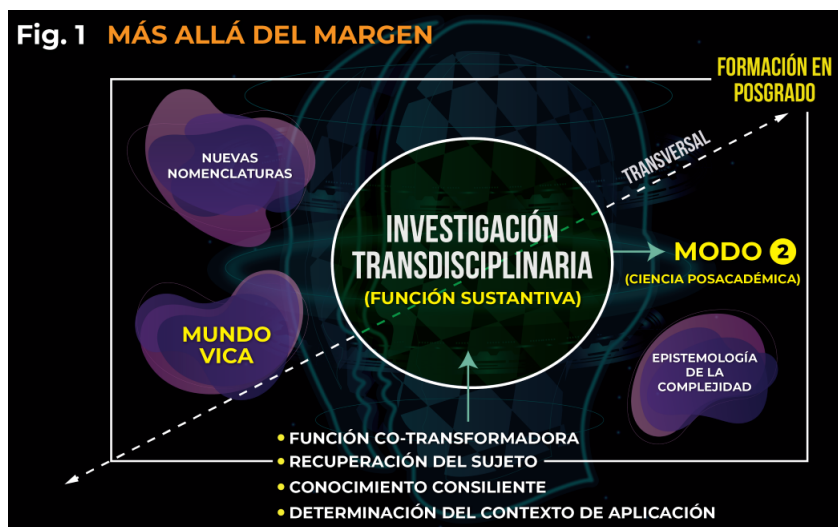 Fig. 1 MÁS ALLÁ DEL MARGEN
FORMACIÓN EN
POSGRADO
NUEVAS
NOMENCLATURAS
TRANSVERSAL
INVESTIGACIÓN
TRANSDISCIPLINARIA
(FUNCIÓN SUSTANTIVA)
MODO 2
(CIENCIA POSACADÉMICA)
MUNDO
VICA
EPISTEMOLOGÍA
DE LA
COMPLEJIDAD
• FUNCIÓN CO-TRANSFORMADORA
• RECUPERACIÓN DEL SUJETO
• CONOCIMIENTO CONSILIENTE
• DETERMINACIÓN DEL CONTEXTO DE APLICACIÓN